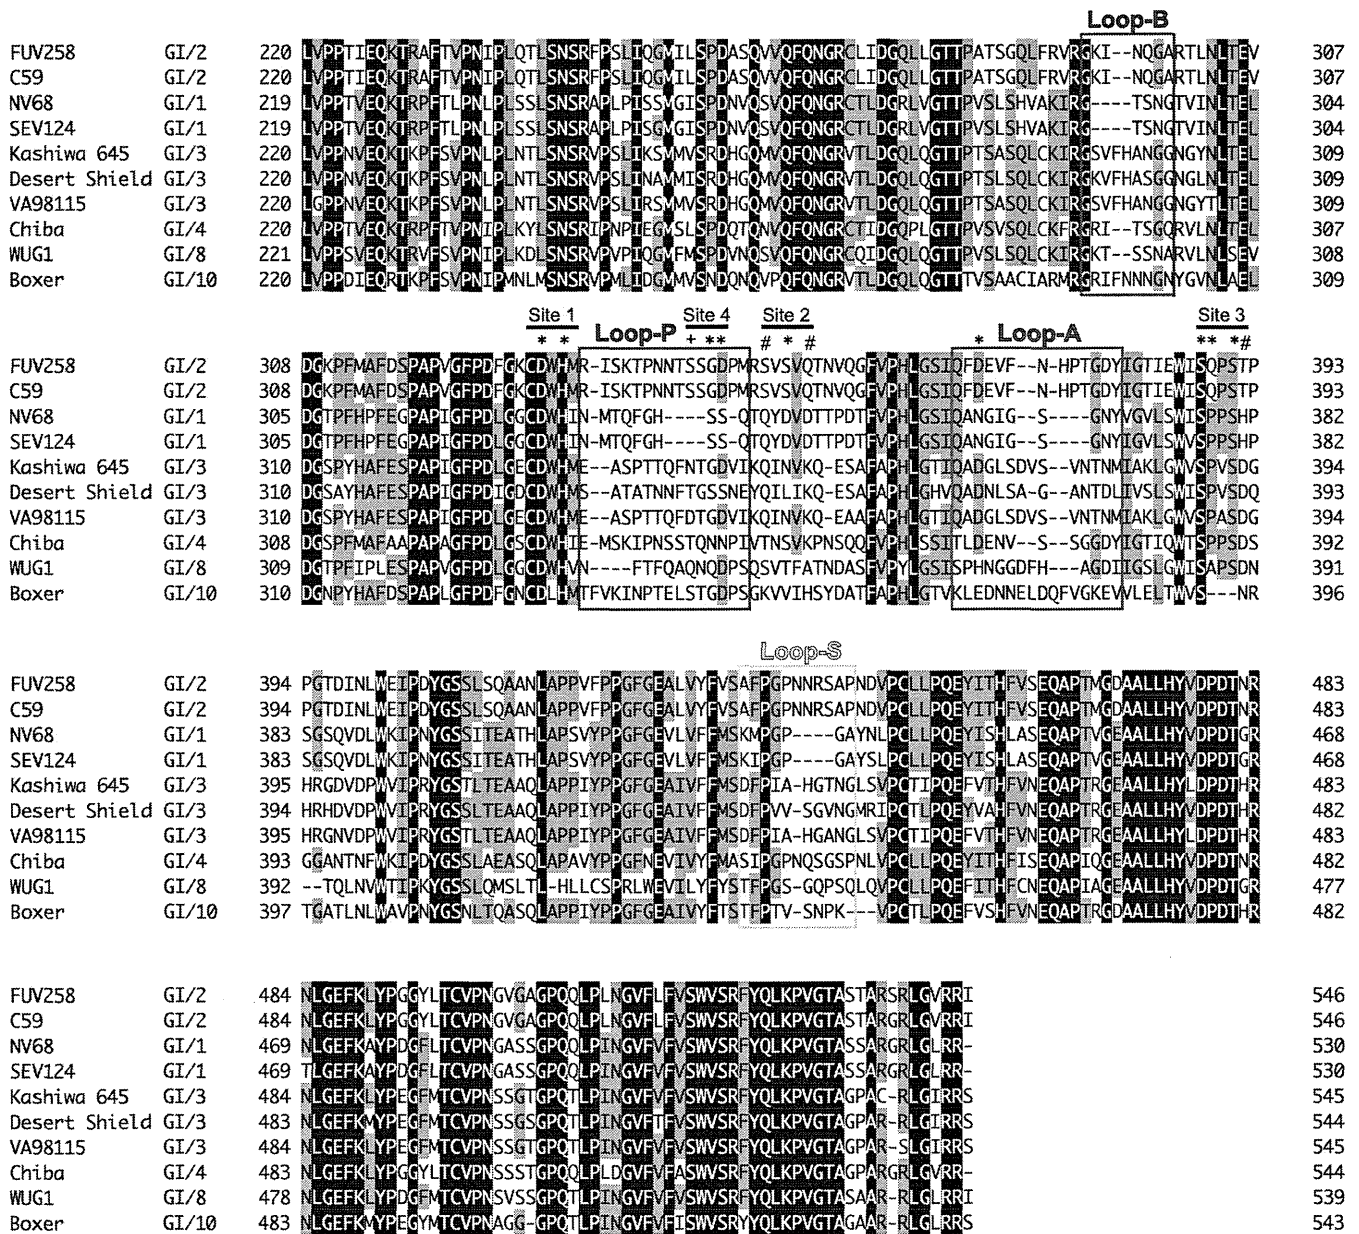 Loop-B
FUV258 GI/2 220 LVPPTIEQKTRAFTVPNIPLQTLSNSRFPSLIQGMILSPDASQVVQFQNGRCLIDGQLLGTTPATSGQLFRVRGKI--NQGARTLNLTEV 307
C59 GI/2 220 LVPPTIEQKTRAFTVPNIPLQTLSNSRFPSLIQGMILSPDASQVVQFQNGRCLIDGQLLGTTPATSGQLFRVRGKI--NQGARTLNLTEV 307
NV68 GI/1 219 LVPPTVEQKTRPFTLPNLPLSSLSNSRAPLPISSMGISPDNVQSVQFQNGRCTLDGRLVGTTPVSLSHVAKIRG----TSNGTVINLTEL 304
SEV124 GI/1 219 LVPPTVEQKTRPFTLPNLPLSSLSNSRAPLPISGMGISPDNVQSVQFQNGRCTLDGRLVGTTPVSLSHVAKIRG----TSNGTVINLTEL 304
Kashiwa 645 GI/3 220 LVPPNVEQKTKPFSVPNLPLNTLSNSRVPSLIKSMMVSRDHGQMVQFQNGRVTLDGQLQGTTPTSASQLCKIRGSVFHANGGNGYNLTEL 309
Desert Shield GI/3 220 LVPPNVEQKTKPFSVPNLPLNTLSNSRVPSLINAMMISRDHGQMVQFQNGRVTLDGQLQGTTPTSLSQLCKIRGKVFHASGGNGLNLTEL 309
VA98115 GI/3 220 LGPPNVEQKTKPFSVPNLPLNTLSNSRVPSLIRSMMVSRDHGQMVQFQNGRVTLDGQLQGTTPTSASQLCKIRGSVFHANGGNGYTLTEL 309
Chiba GI/4 220 LVPPTIEQKTRAFTVPNIPLKYLSNSRIPNPIEGMSLSPDQTQNVQFQNGRCTIDGQPLGTTPVSVSQLCKFRGRI--TSGQRVLNLTEL 307
WUG1 GI/8 221 LVPPSVEQKTRVFSVPNIPLKDLSNSRVPVPIQGMFMSPDVNQSVQFQNGRCQIDGQLQGTTPVSLSQLCKIRGKT--SSNARVLNLSEV 308
Boxer GI/10 220 LVPPDIEQRTKPFSVPNIPMNLMSNSRVPMLIDGMMVSNDQNQVPQFQNGRVTLDGQLQGTTTVSAACIARMRGRIFNNNGNYGVNLAEL 309
Site 1 Loop-P Site 4 Site 2 Loop-A Site 3
* * + ** # * # * ** *#
FUV258 GI/2 308 DGKPFMAFDSPAPVGFPDFGKCDWHMR-ISKTPNNTSSGDPMRSVSVQTNVQGFVPHLGSIQFDEVF--N-HPTGDYIGTIEWISQPSTP 393
C59 GI/2 308 DGKPFMAFDSPAPVGFPDFGKCDWHMR-ISKTPNNTSSGDPMRSVSVQTNVQGFVPHLGSIQFDEVF--N-HPTGDYIGTIEWISQPSTP 393
NV68 GI/1 305 DGTPFHPFEGPAPIGFPDLGGCDWHIN-MTQFGH----SS-QTQYDVDTTPDTFVPHLGSIQANGIG--S----GNYVGVLSWISPPSHP 382
SEV124 GI/1 305 DGTPFHPFEGPAPIGFPDLGGCDWHIN-MTQFGH----SS-QTQYDVDTTPDTFVPHLGSIQANGIG--S----GNYIGVLSWVSPPSHP 382
Kashiwa 645 GI/3 310 DGSPYHAFESPAPIGFPDLGECDWHME--ASPTTQFNTGDVIKQINVKQ-ESAFAPHLGTIQADGLSDVS--VNTNMIAKLGWVSPVSDG 394
Desert Shield GI/3 310 DGSAYHAFESPAPIGFPDIGDCDWHMS--ATATNNFTGSSNEYQILIKQ-ESAFAPHLGHVQADNLSA-G--ANTDLIVSLSWISPVSDQ 393
VA98115 GI/3 310 DGSPYHAFESPAPIGFPDLGECDWHME--ASPTTQFDTGDVIKQINVKQ-EAAFAPHLGTIQADGLSDVS--VNTNMIAKLGWVSPASDG 394
Chiba GI/4 308 DGSPFMAFAAPAPAGFPDLGSCDWHIE-MSKIPNSSTQNNPIVTNSVKPNSQQFVPHLSSITLDENV--S--SGGDYIGTIQWTSPPSDS 392
WUG1 GI/8 309 DGTPFIPLESPAPAGFPDLGSCDWHVN----FTFQAQNQDPSQSVTFATNDASFVPYLGSISPHNGGDFH---AGDIIGSLGWISAPSDN 391
Boxer GI/10 310 DGNPYHAFDSPAPLGFPDFGNCDLHMTFVKINPTELSTGDPSGKVVIHSYDATFAPHLGTVKLEDNNELDQFVGKEVVLELTWVS---NR 396
Loop-S
FUV258 GI/2 394 PGTDINLWEIPDYGSSLSQAANLAPPVFPPGFGEALVYFVSAFPGPNNRSAPNDVPCLLPQEYITHFVSEQAPTMGDAALLHYVDPDTNR 483
C59 GI/2 394 PGTDINLWEIPDYGSSLSQAANLAPPVFPPGFGEALVYFVSAFPGPNNRSAPNDVPCLLPQEYITHFVSEQAPTMGDAALLHYVDPDTNR 483
NV68 GI/1 383 SGSQVDLWKIPNYGSSITEATHLAPSVYPPGFGEVLVFFMSKMPGP----GAYNLPCLLPQEYISHLASEQAPTVGEAALLHYVDPDTGR 468
SEV124 GI/1 383 SGSQVDLWKIPNYGSSITEATHLAPSVYPPGFGEVLVFFMSKIPGP----GAYSLPCLLPQEYISHLASEQAPTVGEAALLHYVDPDTGR 468
Kashiwa 645 GI/3 395 HRGDVDPWVIPRYGSTLTEAAQLAPPIYPPGFGEAIVFFMSDFPIA-HGTNGLSVPCTIPQEFVTHFVNEQAPTRGEAALLHYLDPDTHR 483
Desert Shield GI/3 394 HRHDVDPWVIPRYGSTLTEAAQLAPPIYPPGFGEAIVFFMSDFPVV-SGVNGMRIPCTLPQEYVAHFVNEQAPTRGEAALLHYVDPDTHR 482
VA98115 GI/3 395 HRGNVDPWVIPRYGSTLTEAAQLAPPIYPPGFGEAIVFFMSDFPIA-HGANGLSVPCTIPQEFVTHFVNEQAPTRGEAALLHYLDPDTHR 483
Chiba GI/4 393 GGANTNFWKIPDYGSSLAEASQLAPAVYPPGFNEVIVYFMASIPGPNQSGSPNLVPCLLPQEYITHFISEQAPIQGEAALLHYVDPDTNR 482
WUG1 GI/8 392 --TQLNVWTIPKYGSSLQMSLTL-HLLCSPRLWEVILYFYSTFPGS-GQPSQLQVPCLLPQEFITHFCNEQAPIAGEAALLHYVDPDTGR 477
Boxer GI/10 397 TGATLNLWAVPNYGSNLTQASQLAPPIYPPGFGEAIVYFTSTFPTV-SNPK---VPCTLPQEFVSHFVNEQAPTRGDAALLHYVDPDTHR 482
FUV258 GI/2 484 NLGEFKLYPGGYLTCVPNGVGAGPQQLPLNGVFLFVSWVSRFYQLKPVGTASTARSRLGVRRI 546
C59 GI/2 484 NLGEFKLYPGGYLTCVPNGVGAGPQQLPLNGVFLFVSWVSRFYQLKPVGTASTARGRLGVRRI 546
NV68 GI/1 469 NLGEFKAYPDGFLTCVPNGASSGPQQLPINGVFVFVSWVSRFYQLKPVGTASSARGRLGLRR- 530
SEV124 GI/1 469 TLGEFKAYPDGFLTCVPNGASSGPQQLPINGVFVFVSWVSRFYQLKPVGTASSARGRLGLRR- 530
Kashiwa 645 GI/3 484 NLGEFKLYPEGFMTCVPNSSGTGPQTLPINGVFVFVSWVSRFYQLKPVGTAGPAC-RLGIRRS 545
Desert Shield GI/3 483 NLGEFKMYPEGFMTCVPNSSGSGPQTLPINGVFTFVSWVSRFYQLKPVGTAGPAR-RLGIRRS 544
VA98115 GI/3 484 NLGEFKLYPEGFMTCVPNSSGTGPQTLPINGVFVFVSWVSRFYQLKPVGTAGPAR-SLGIRRS 545
Chiba GI/4 483 NLGEFKLYPGGYLTCVPNSSSTGPQQLPLDGVFVFASWVSRFYQLKPVGTAGPARGRLGVRR- 544
WUG1 GI/8 478 NLGEFKLYPDGFMTCVPNSVSSGPQTLPINGVFVFVSWVSRFYQLKPVGTASAAR-RLGVRRI 539
Boxer GI/10 483 NLGEFKMYPEGYMTCVPNAGG-GPQTLPINGVFVFISWVSRYYQLKPVGTAGAAR-RLGLRRS 543